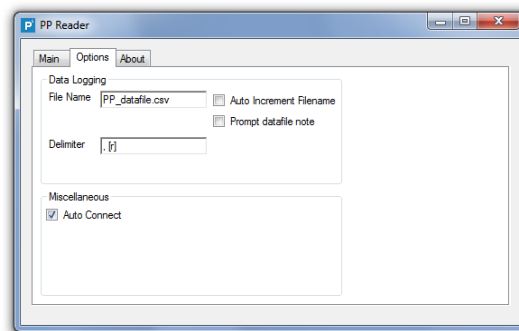 PP Reader
Main Options About
Data Logging
File Name PP_datafile.csv Auto Increment Filename
Prompt datafile note
Delimiter , [r]
Miscellaneous
Auto Connect